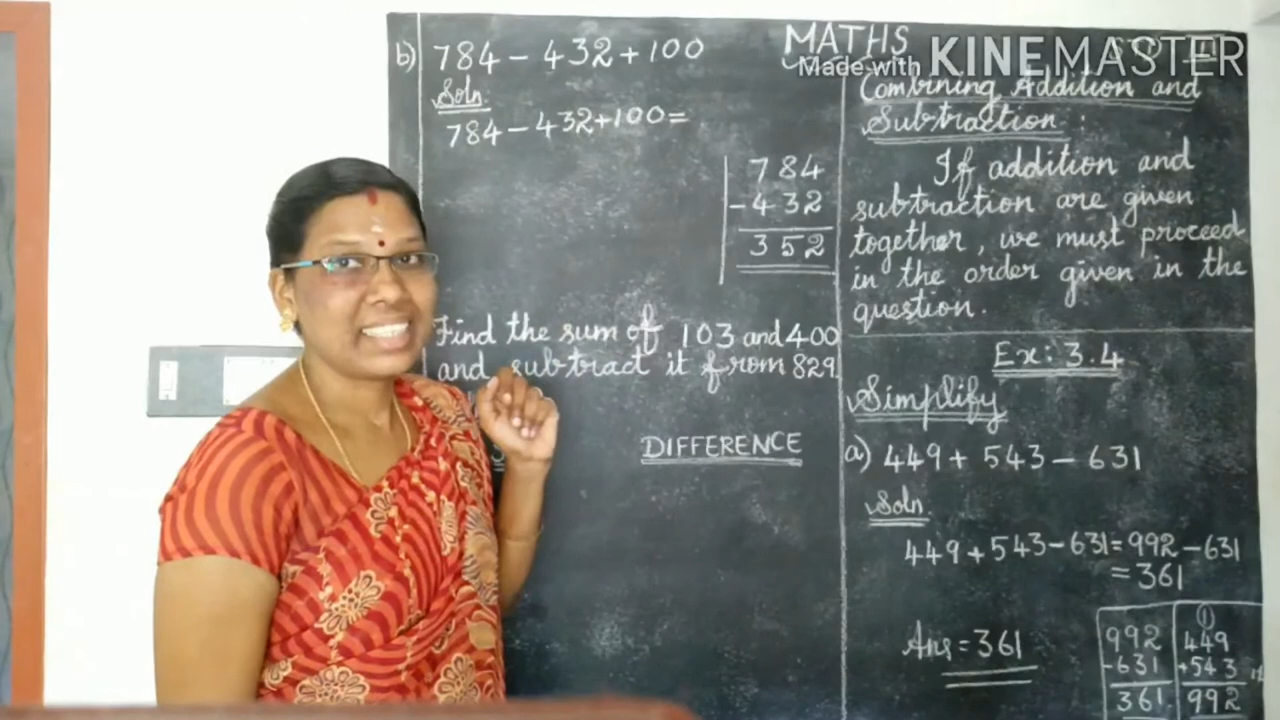 b) 784 – 432 + 100
Soln.
784 – 432 + 100 =
784
- 432
352
Find the sum of 103 and 400
and subtract it from 829
DIFFERENCE
MATHS
Made with KINEMASTER
Combining Addition and
Subtraction :
If addition and
subtraction are given
together, we must proceed
in the order given in the
question.
Ex: 3.4
Simplify
a) 449 + 543 – 631
Soln.
449 + 543 – 631 = 992 – 631
= 361
Ans = 361
992
-631
361
1
449
+543
992